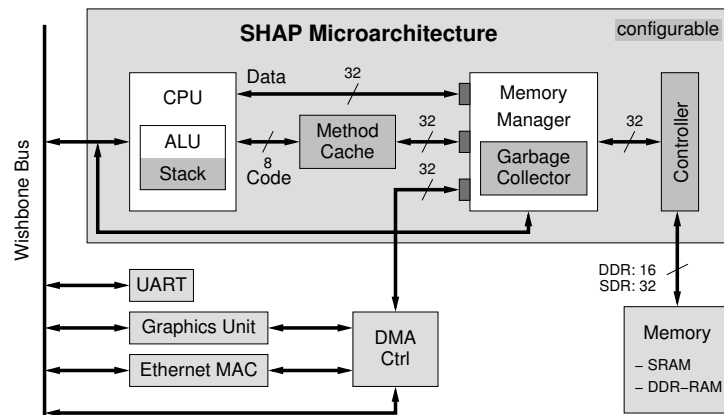 SHAP Microarchitecture
configurable
Data
32
CPU
Memory
Manager
32
32
ALU
Stack
8
Code
Method
Cache
Garbage
Collector
Controller
32
Wishbone Bus
DDR: 16
SDR: 32
UART
Graphics Unit
Ethernet MAC
DMA
Ctrl
Memory
– SRAM
– DDR–RAM